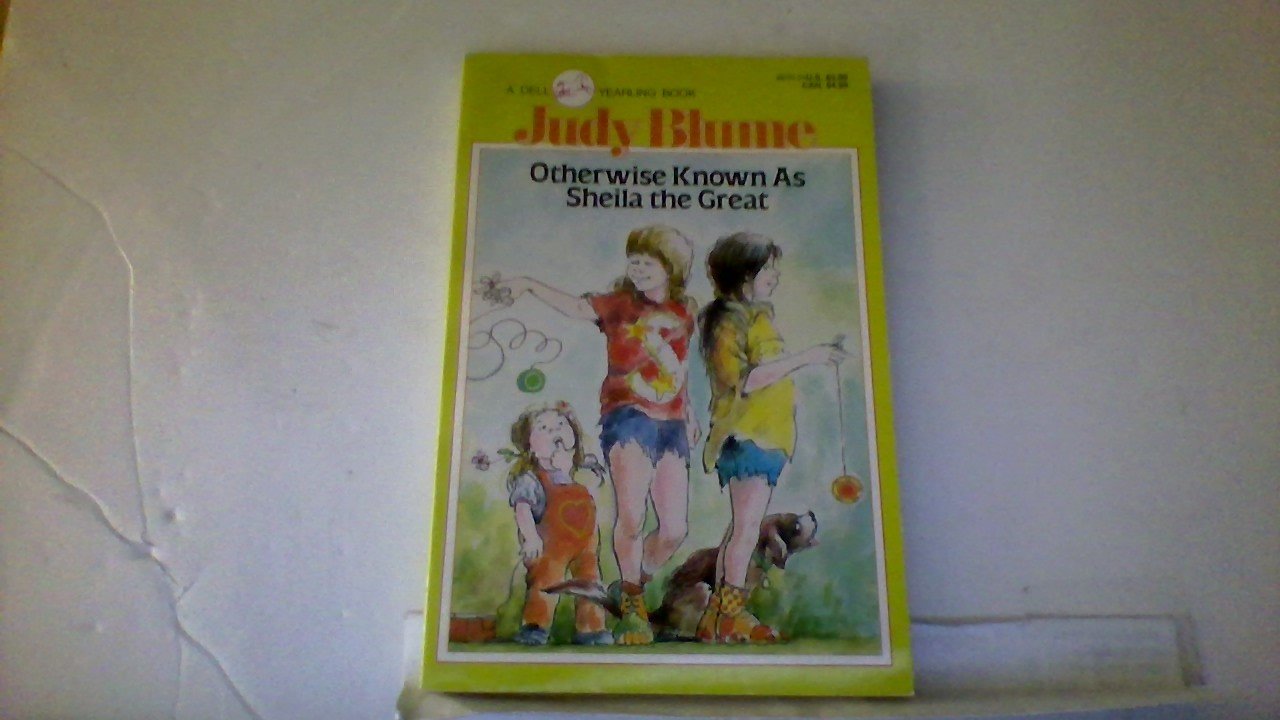 A DELL YEARLING BOOK
Judy Blume
Otherwise Known As
Sheila the Great
S